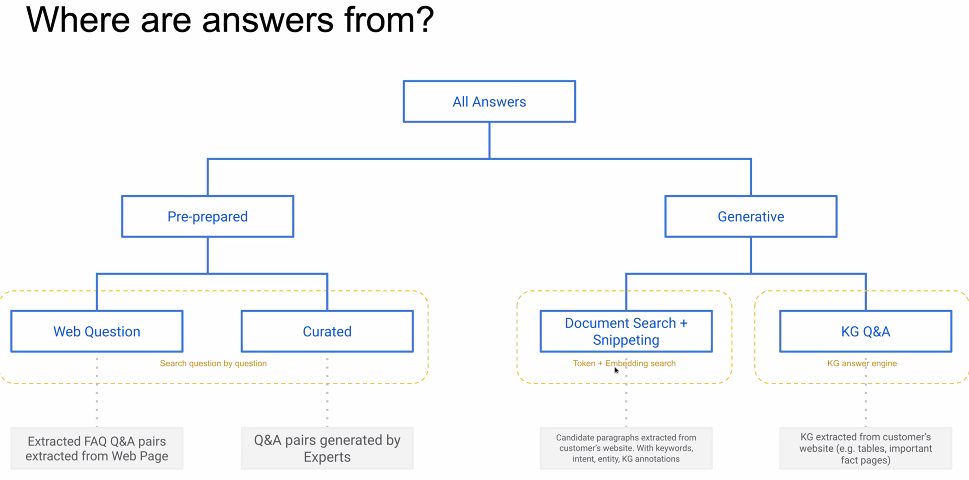 Where are answers from?
All Answers
Pre-prepared
Generative
Web Question
Curated
Document Search +
Snippeting
KG Q&A
Search question by question
Token + Embedding search
KG answer engine
Extracted FAQ Q&A pairs
extracted from Web Page
Q&A pairs generated by
Experts
Candidate paragraphs extracted from
customer's website. With keywords,
intent, entity, KG annotations
KG extracted from customer's
website (e.g. tables, important
fact pages)